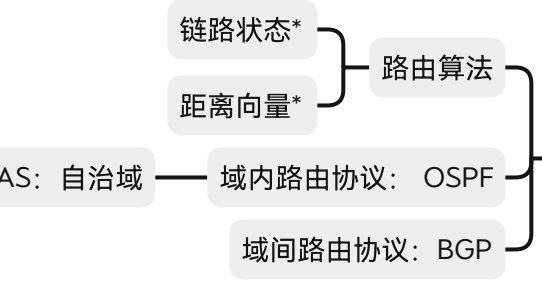 链路状态*
路由算法
距离向量*
AS：自治域
域内路由协议： OSPF
域间路由协议：BGP